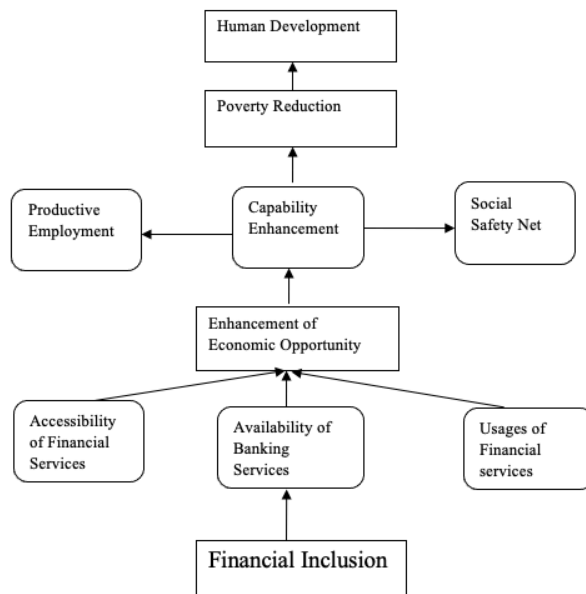 Human Development
Poverty Reduction
Productive
Employment
Capability
Enhancement
Social
Safety Net
Enhancement of
Economic Opportunity
Accessibility
of Financial
Services
Availability of
Banking
Services
Usages of
Financial
services
Financial Inclusion